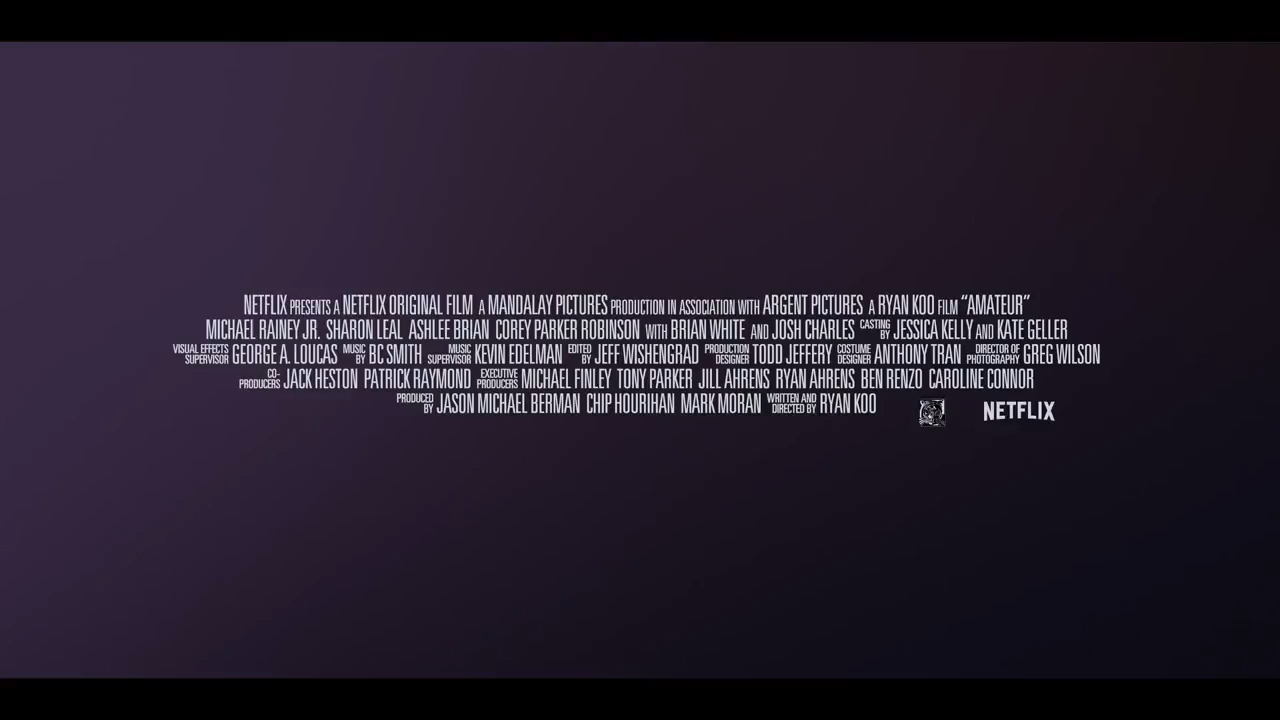 NETFLIX PRESENTS A NETFLIX ORIGINAL FILM A MANDALAY PICTURES PRODUCTION IN ASSOCIATION WITH ARGENT PICTURES A RYAN KOO FILM “AMATEUR”
MICHAEL RAINEY JR. SHARON LEAL ASHLEE BRIAN COREY PARKER ROBINSON WITH BRIAN WHITE AND JOSH CHARLES CASTING BY JESSICA KELLY AND KATE GELLER
VISUAL EFFECTS SUPERVISOR GEORGE A. LOUCAS MUSIC BY BC SMITH MUSIC SUPERVISOR KEVIN EDELMAN EDITED BY JEFF WISHENGRAD PRODUCTION DESIGNER TODD JEFFERY COSTUME DESIGNER ANTHONY TRAN DIRECTOR OF PHOTOGRAPHY GREG WILSON
CO-PRODUCERS JACK HESTON PATRICK RAYMOND EXECUTIVE PRODUCERS MICHAEL FINLEY TONY PARKER JILL AHRENS RYAN AHRENS BEN RENZO CAROLINE CONNOR
PRODUCED BY JASON MICHAEL BERMAN CHIP HOURIHAN MARK MORAN WRITTEN AND DIRECTED BY RYAN KOO
NETFLIX